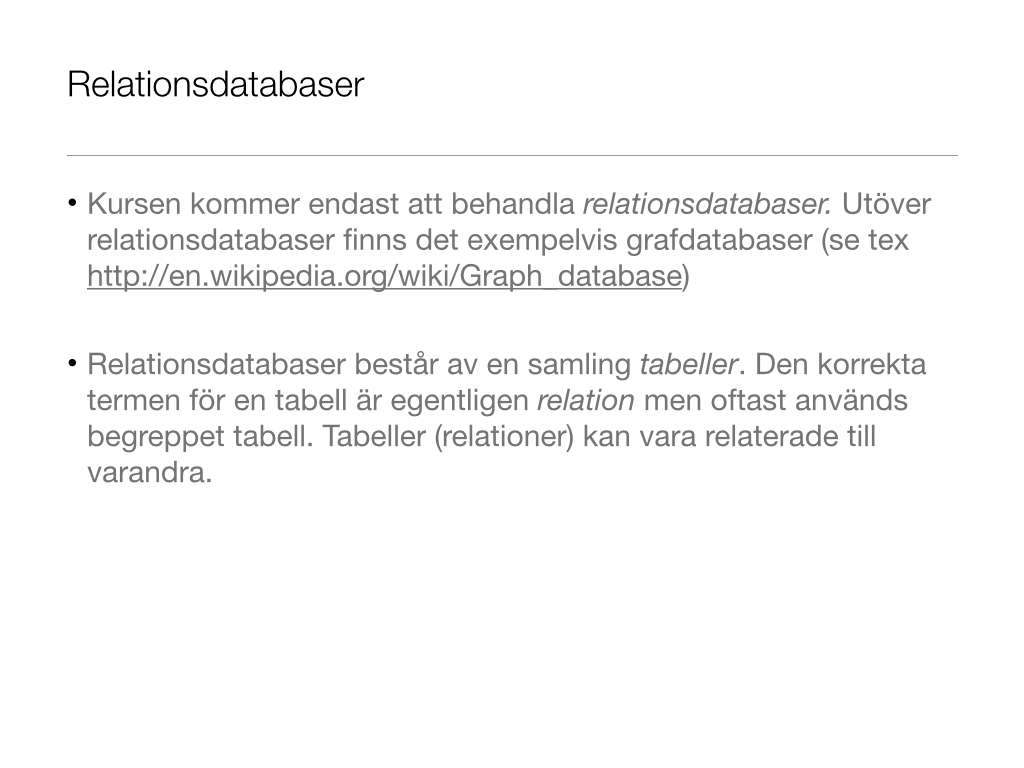 Relationsdatabaser
• Kursen kommer endast att behandla relationsdatabaser. Utöver
relationsdatabaser finns det exempelvis grafdatabaser (se tex
http://en.wikipedia.org/wiki/Graph_database)
• Relationsdatabaser består av en samling tabeller. Den korrekta
termen för en tabell är egentligen relation men oftast används
begreppet tabell. Tabeller (relationer) kan vara relaterade till
varandra.